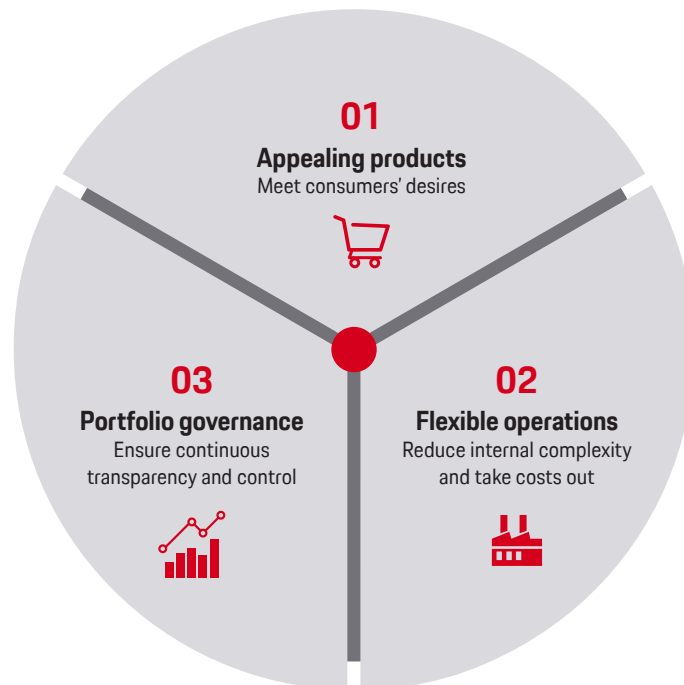 01
Appealing products
Meet consumers’ desires
03
Portfolio governance
Ensure continuous
transparency and control
02
Flexible operations
Reduce internal complexity
and take costs out